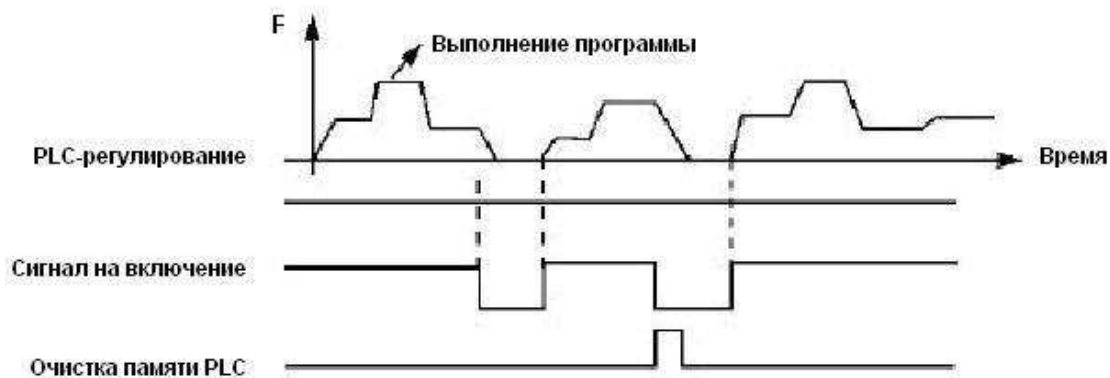 F
Выполнение программы
PLC-регулирование
Время
Сигнал на включение
Очистка памяти PLC